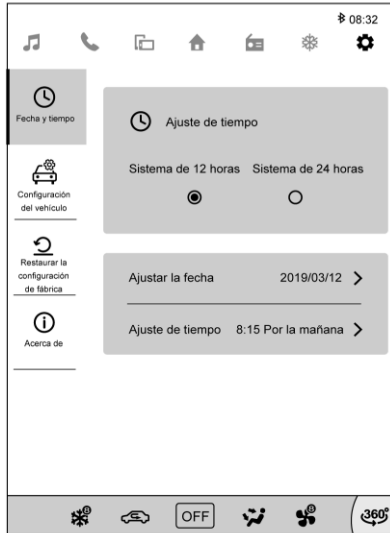 08:32
Fecha y tiempo
Ajuste de tiempo
Sistema de 12 horas Sistema de 24 horas
Configuración
del vehículo
Restaurar la
configuración
de fábrica
Ajustar la fecha 2019/03/12
Ajuste de tiempo 8:15 Por la mañana
Acerca de
OFF
360°